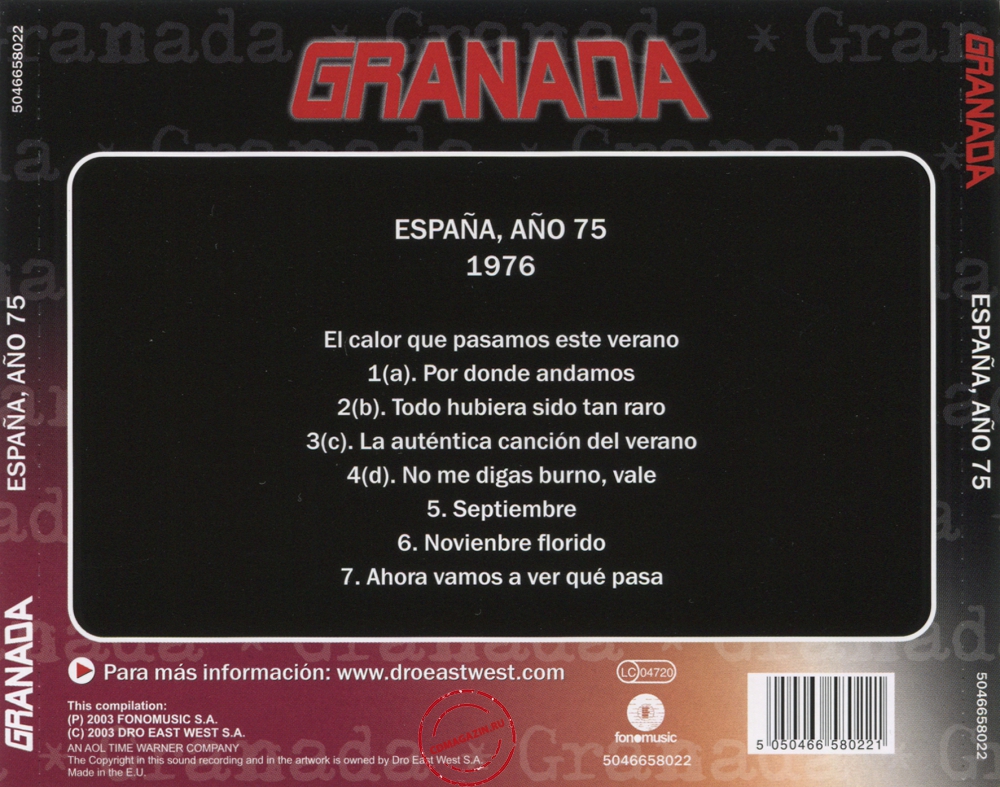 5046658022
GRANADA
GRANADA
ESPAÑA, AÑO 75
1976
El calor que pasamos este verano
1(a). Por donde andamos
2(b). Todo hubiera sido tan raro
3(c). La auténtica canción del verano
4(d). No me digas burno, vale
5. Septiembre
6. Novienbre florido
7. Ahora vamos a ver qué pasa
ESPAÑA, AÑO 75
ESPAÑA, AÑO 75
GRANADA
Para más información: www.droeastwest.com
LC 04720
This compilation:
(P) 2003 FONOMUSIC S.A.
(C) 2003 DRO EAST WEST S.A.
AN AOL TIME WARNER COMPANY
The Copyright in this sound recording and in the artwork is owned by Dro East West S.A.
Made in the E.U.
COMAGAZIN.RU
fonomusic
5046658022
5 050466 580221
5046658022
Granada * Granada * Granada